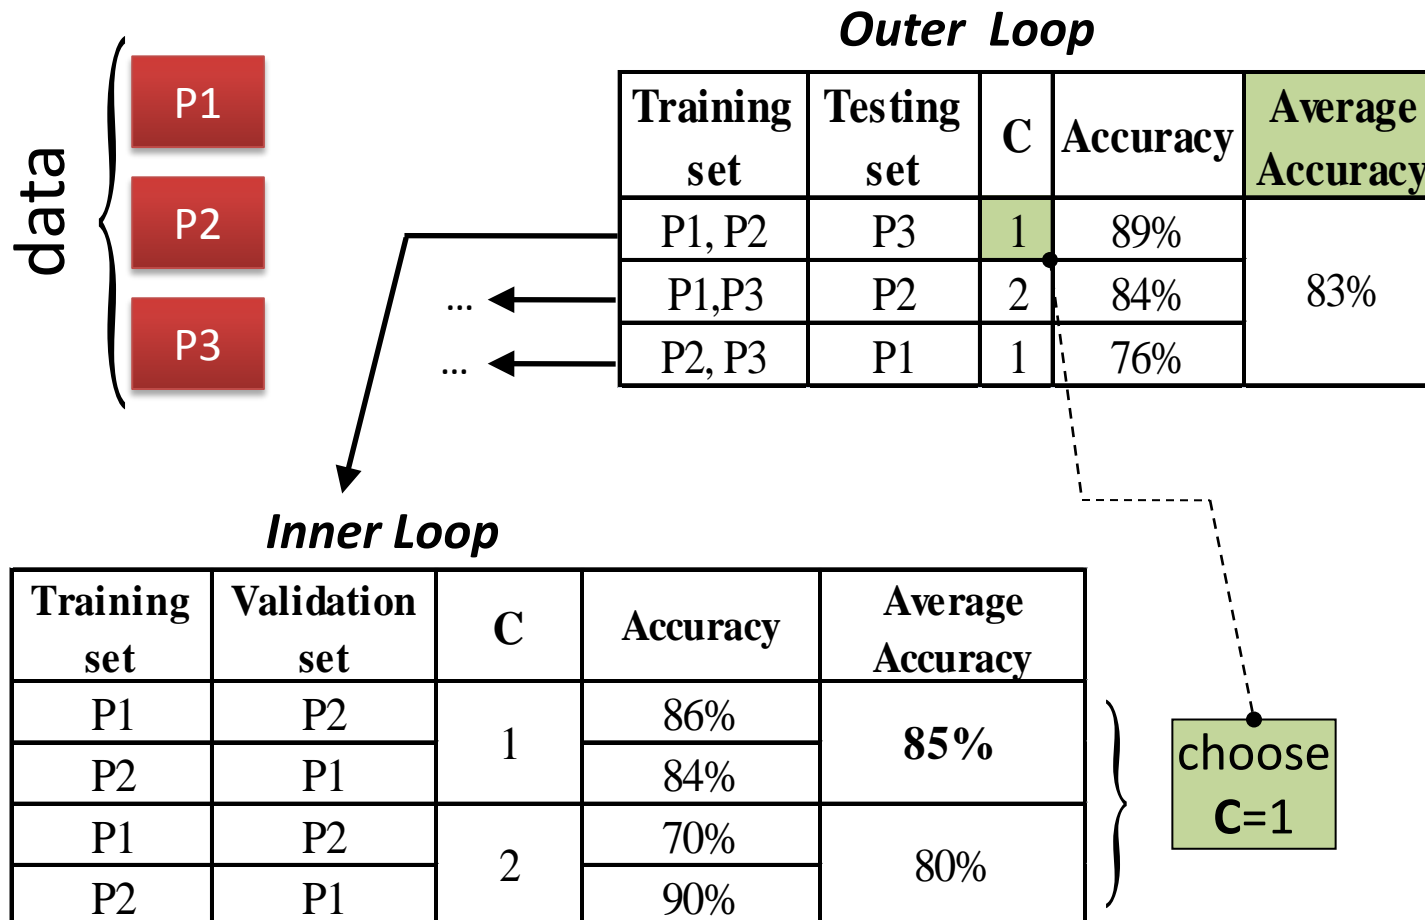 data
P1
P2
P3
Outer Loop
Training set	Testing set	C	Accuracy	Average Accuracy
P1, P2	P3	1	89%	83%
P1,P3	P2	2	84%
P2, P3	P1	1	76%
...
...
Inner Loop
Training set	Validation set	C	Accuracy	Average Accuracy
P1	P2	1	86%	85%
P2	P1	84%
P1	P2	2	70%	80%
P2	P1	90%
choose
C=1